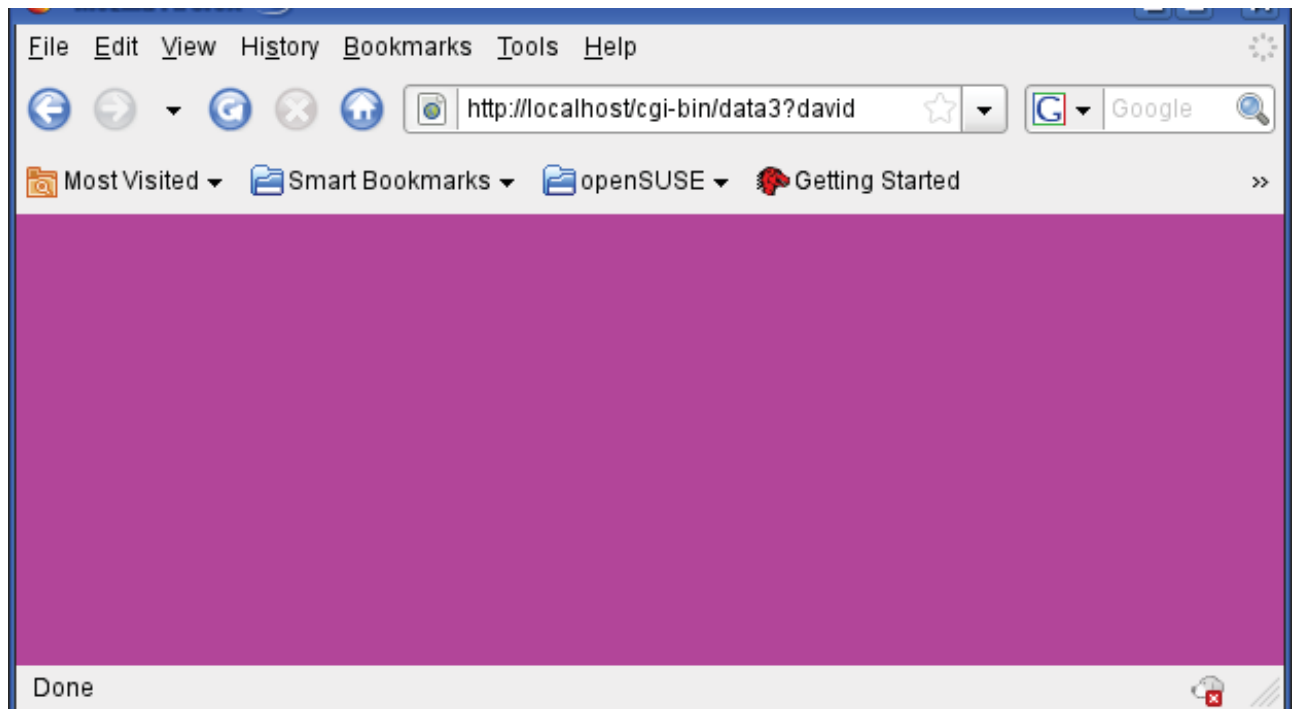 File Edit View History Bookmarks Tools Help
http://localhost/cgi-bin/data3?david G Google
Most Visited Smart Bookmarks openSUSE Getting Started »
Done